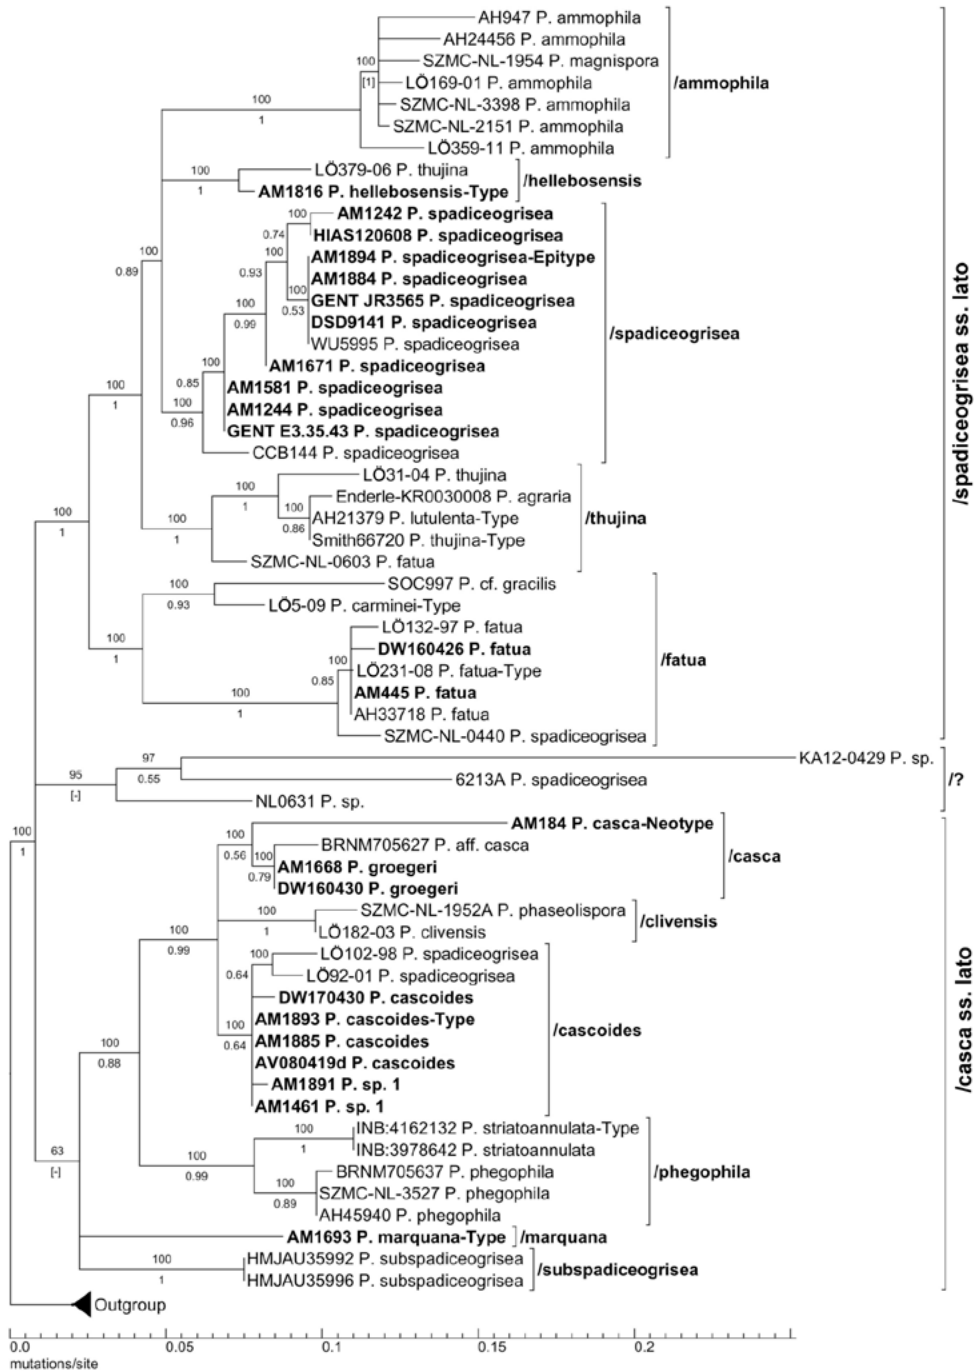 AH947 P. ammophila
AH24456 P. ammophila
100
SZMC-NL-1954 P. magnispora
[1]
LÖ169-01 P. ammophila
/ammophila
100
1
SZMC-NL-3398 P. ammophila
SZMC-NL-2151 P. ammophila
LÖ359-11 P. ammophila
100
1
LÖ379-06 P. thujina
/hellebosensis
AM1816 P. hellebosensis-Type
100
0.74
AM1242 P. spadiceogrisea
HIAS120608 P. spadiceogrisea
100
0.89
100
0.93
AM1894 P. spadiceogrisea-Epitype
AM1884 P. spadiceogrisea
100
0.53
GENT JR3565 P. spadiceogrisea
100
0.99
DSD9141 P. spadiceogrisea
/spadiceogrisea
WU5995 P. spadiceogrisea
AM1671 P. spadiceogrisea
100
0.85
AM1581 P. spadiceogrisea
100
1
100
0.96
AM1244 P. spadiceogrisea
GENT E3.35.43 P. spadiceogrisea
CCB144 P. spadiceogrisea
/spadiceogrisea ss. lato
LÖ31-04 P. thujina
100
1
Enderle-KR0030008 P. agraria
100
0.86
AH21379 P. lutulenta-Type
/thujina
100
1
Smith66720 P. thujina-Type
SZMC-NL-0603 P. fatua
100
1
SOC997 P. cf. gracilis
100
0.93
LÖ5-09 P. carminei-Type
LÖ132-97 P. fatua
100
1
DW160426 P. fatua
/fatua
100
0.85
LÖ231-08 P. fatua-Type
100
1
AM445 P. fatua
AH33718 P. fatua
SZMC-NL-0440 P. spadiceogrisea
KA12-0429 P. sp.
97
0.55
95
[-]
6213A P. spadiceogrisea
/?
NL0631 P. sp.
AM184 P. casca-Neotype
100
1
100
0.56
BRNM705627 P. aff. casca
/casca
100
0.79
AM1668 P. groegeri
DW160430 P. groegeri
SZMC-NL-1952A P. phaseolispora
/clivensis
100
1
100
0.99
LÖ182-03 P. clivensis
LÖ102-98 P. spadiceogrisea
100
0.64
LÖ92-01 P. spadiceogrisea
DW170430 P. cascoides
AM1893 P. cascoides-Type
/cascoides
100
0.64
AM1885 P. cascoides
AV080419d P. cascoides
/casca ss. lato
100
0.88
AM1891 P. sp. 1
AM1461 P. sp. 1
INB:4162132 P. striatoannulata-Type
100
1
INB:3978642 P. striatoannulata
63
[-]
100
0.99
BRNM705637 P. phegophila
/phegophila
100
0.89
SZMC-NL-3527 P. phegophila
AH45940 P. phegophila
AM1693 P. marquana-Type
/marquana
HMJAU35992 P. subspadiceogrisea
100
1
/subspadiceogrisea
HMJAU35996 P. subspadiceogrisea
Outgroup
0.0 0.05 0.1 0.15 0.2
mutations/site